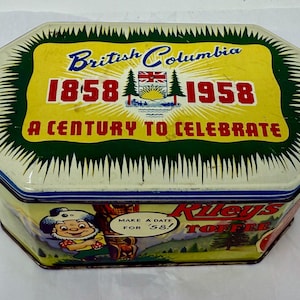 British Columbia
1858 1958
A CENTURY TO CELEBRATE
MAKE A DATE
FOR '58!
Riley's
TOFFEE